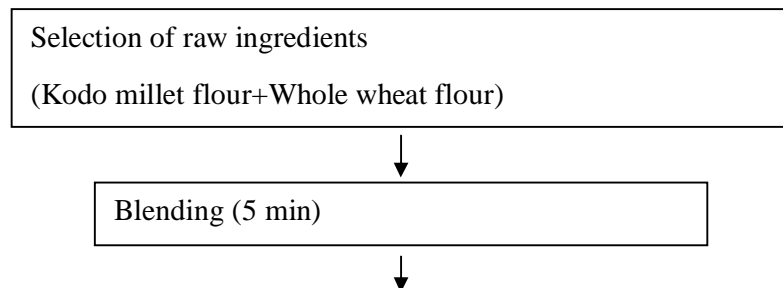 Selection of raw ingredients
(Kodo millet flour+Whole wheat flour)
Blending (5 min)